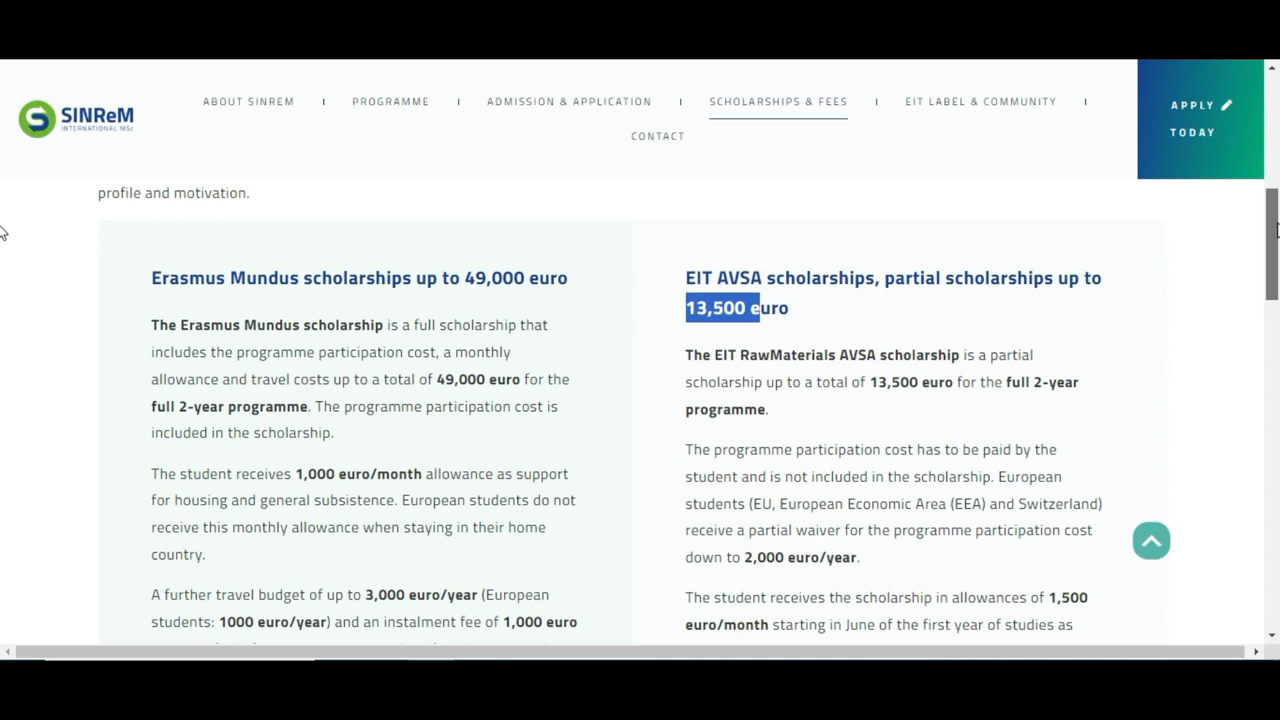 SINReM
INTERNATIONAL MSc
ABOUT SINREM
PROGRAMME
ADMISSION & APPLICATION
SCHOLARSHIPS & FEES
EIT LABEL & COMMUNITY
CONTACT
APPLY
TODAY
profile and motivation.
Erasmus Mundus scholarships up to 49,000 euro
The Erasmus Mundus scholarship is a full scholarship that
includes the programme participation cost, a monthly
allowance and travel costs up to a total of 49,000 euro for the
full 2-year programme. The programme participation cost is
included in the scholarship.
The student receives 1,000 euro/month allowance as support
for housing and general subsistence. European students do not
receive this monthly allowance when staying in their home
country.
A further travel budget of up to 3,000 euro/year (European
students: 1000 euro/year) and an instalment fee of 1,000 euro
EIT AVSA scholarships, partial scholarships up to
13,500 euro
The EIT RawMaterials AVSA scholarship is a partial
scholarship up to a total of 13,500 euro for the full 2-year
programme.
The programme participation cost has to be paid by the
student and is not included in the scholarship. European
students (EU, European Economic Area (EEA) and Switzerland)
receive a partial waiver for the programme participation cost
down to 2,000 euro/year.
The student receives the scholarship in allowances of 1,500
euro/month starting in June of the first year of studies as